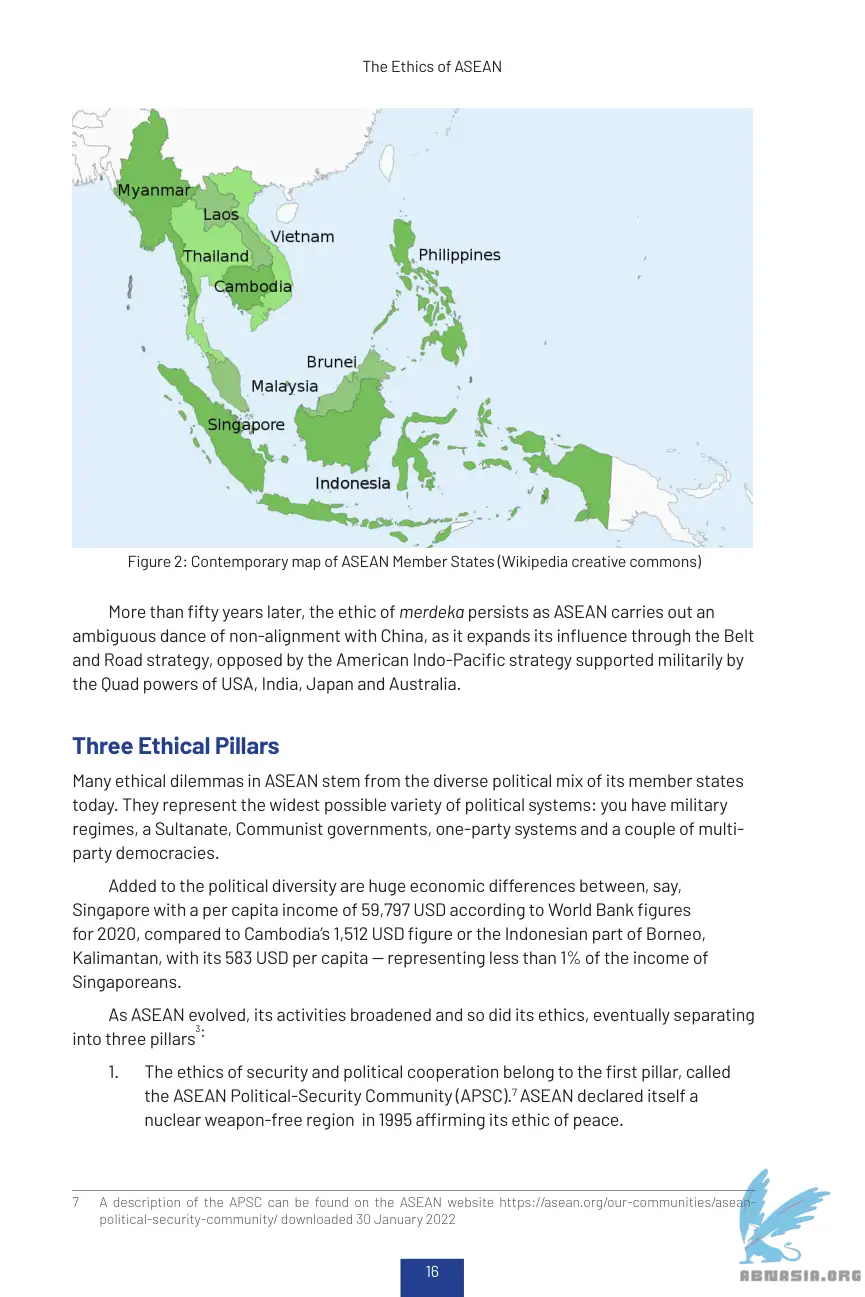 The Ethics of ASEAN
Myanmar
Laos
Vietnam
Thailand
Philippines
Cambodia
Brunei
Malaysia
Singapore
Indonesia
Figure 2: Contemporary map of ASEAN Member States (Wikipedia creative commons)
More than fifty years later, the ethic of merdeka persists as ASEAN carries out an
ambiguous dance of non-alignment with China, as it expands its influence through the Belt
and Road strategy, opposed by the American Indo-Pacific strategy supported militarily by
the Quad powers of USA, India, Japan and Australia.
Three Ethical Pillars
Many ethical dilemmas in ASEAN stem from the diverse political mix of its member states
today. They represent the widest possible variety of political systems: you have military
regimes, a Sultanate, Communist governments, one-party systems and a couple of multi-
party democracies.
Added to the political diversity are huge economic differences between, say,
Singapore with a per capita income of 59,797 USD according to World Bank figures
for 2020, compared to Cambodia's 1,512 USD figure or the Indonesian part of Borneo,
Kalimantan, with its 583 USD per capita — representing less than 1% of the income of
Singaporeans.
As ASEAN evolved, its activities broadened and so did its ethics, eventually separating
into three pillars3:
1. The ethics of security and political cooperation belong to the first pillar, called
the ASEAN Political-Security Community (APSC).7 ASEAN declared itself a
nuclear weapon-free region in 1995 affirming its ethic of peace.
7 A description of the APSC can be found on the ASEAN website https://asean.org/our-communities/asean-
political-security-community/ downloaded 30 January 2022
16
ABNASIA.ORG